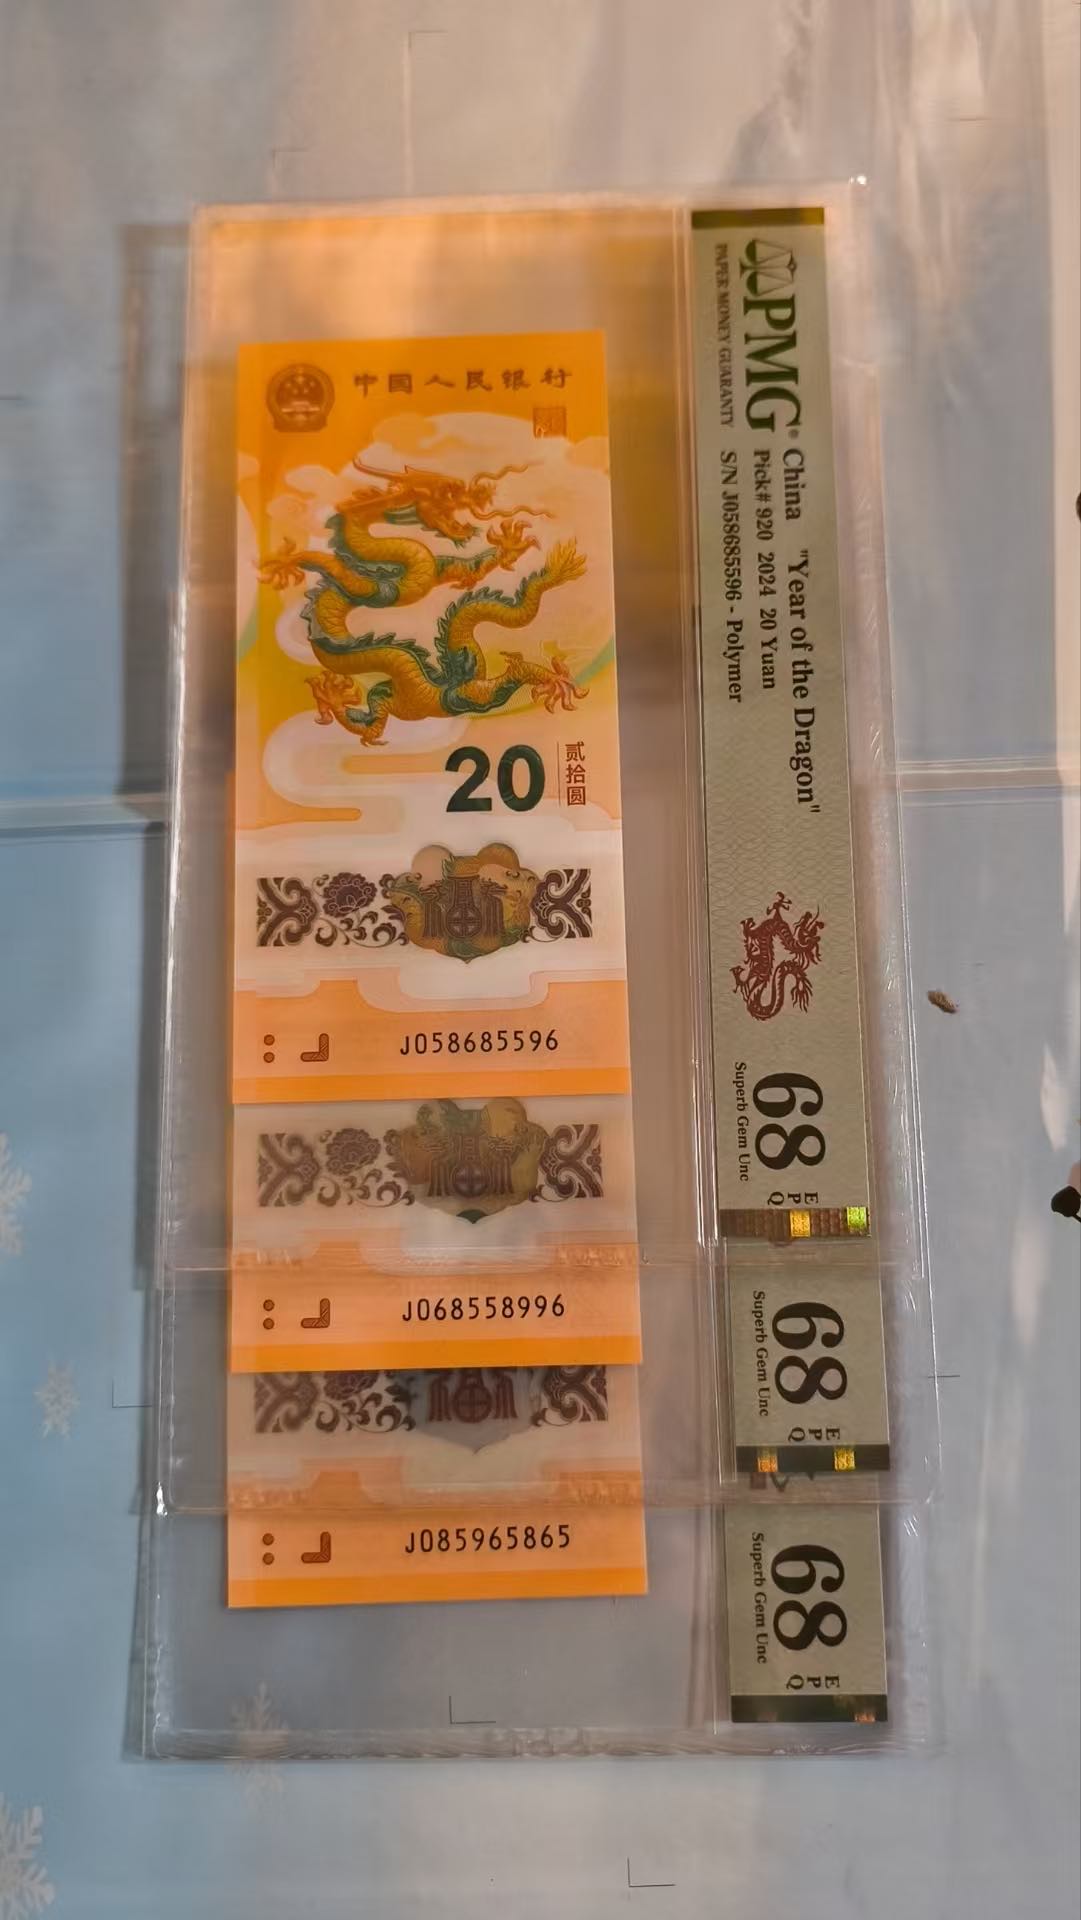 中国人民银行
20
贰拾圆
J058685596
J068558996
J085965865
PMG®
PAPER MONEY GUARANTY
China "Year of the Dragon"
Pick# 920 2024 20 Yuan
S/N J058685596 - Polymer
68 EPQ
Superb Gem Unc
68 EPQ
Superb Gem Unc
68 EPQ
Superb Gem Unc